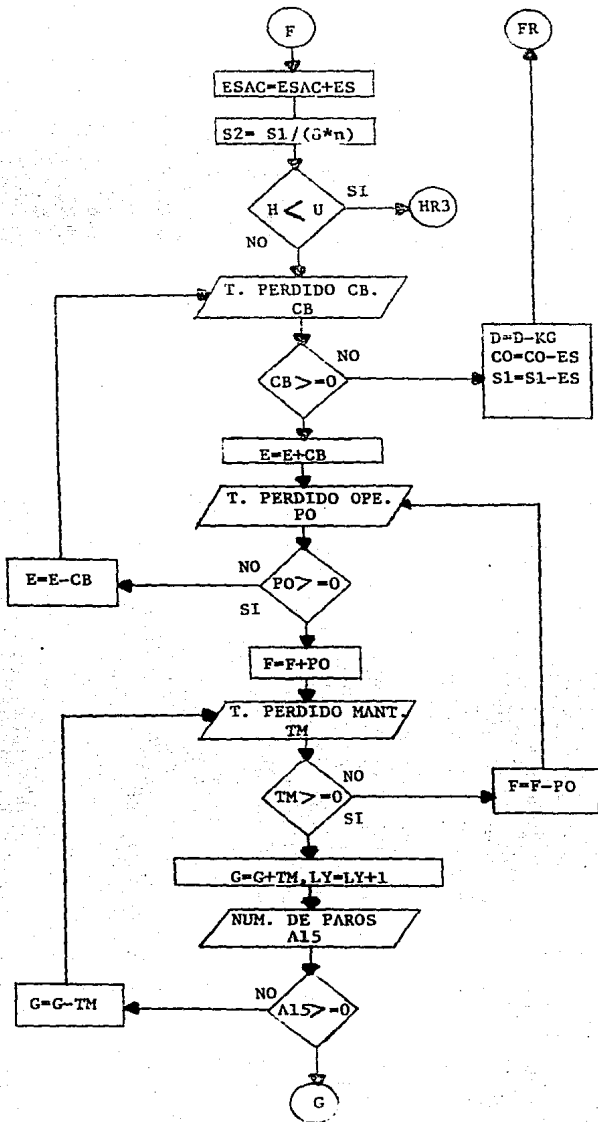 F
FR
ESAC=ESAC+ES
S2= S1/(G*n)
H < U
SI
HR3
NO
T. PERDIDO CB.
CB
CB>=0
NO
D=D-KG
CO=CO-ES
S1=S1-ES
E=E+CB
T. PERDIDO OPE.
PO
E=E-CB
NO
PO>=0
SI
F=F+PO
T. PERDIDO MANT.
TM
TM>=0
NO
SI
F=F-PO
G=G+TM,LY=LY+1
NUM. DE PAROS
A15
G=G-TM
NO
A15>=0
G